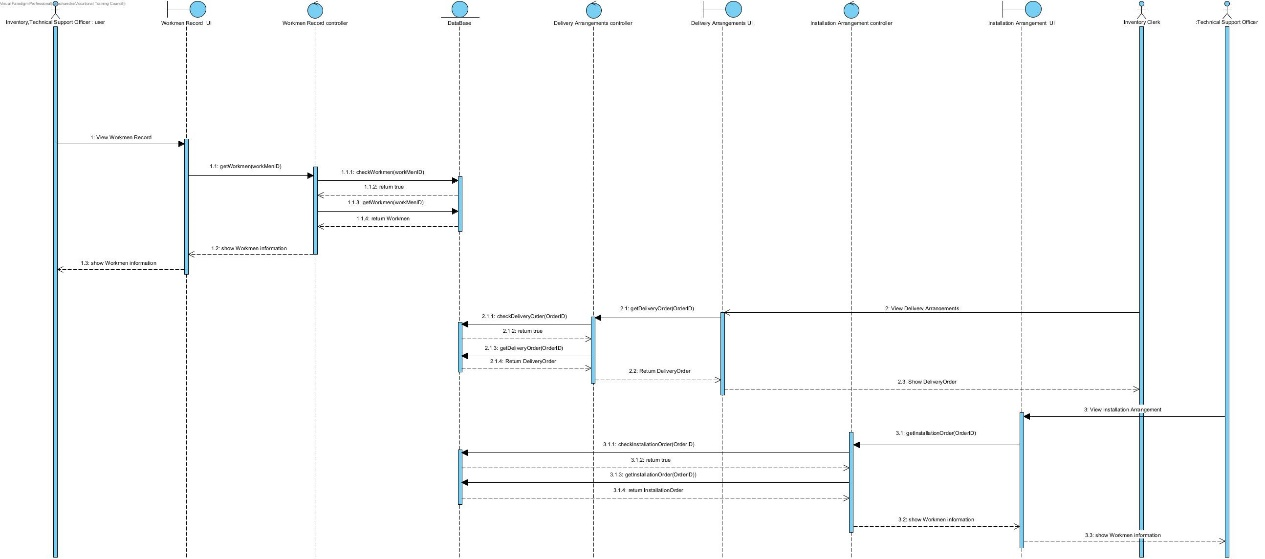 Inventory,Technical Support Officer : user
Workmen Record UI
Workmen Record controller
DataBase
Delivery Arrangements controller
Delivery Arrangements UI
Installation Arrangement controller
Installation Arrangement UI
Inventory Clerk
:Technical Support Officer
1: View Workmen Record
1.1: getWorkmen(workMenID)
1.1.1: checkWorkmen(workMenID)
1.1.2: return true
1.1.3: getWorkmen(workMenID)
1.1.4: return Workmen
1.2: show Workmen information
1.3: show Workmen information
2: View Delivery Arrangements
2.1: getDeliveryOrder(OrderID)
2.1.1: checkDeliveryOrder(OrderID)
2.1.2: return true
2.1.3: getDeliveryOrder(OrderID)
2.1.4: Return DeliveryOrder
2.2: Return DeliveryOrder
2.3: Show DeliveryOrder
3: View Installation Arrangement
3.1: getInstallationOrder(OrderID)
3.1.1: checkInstallationOrder(OrderID)
3.1.2: return true
3.1.3: getInstallationOrder(OrderID))
3.1.4: return InstallationOrder
3.2: show Workmen information
3.3: show Workmen information